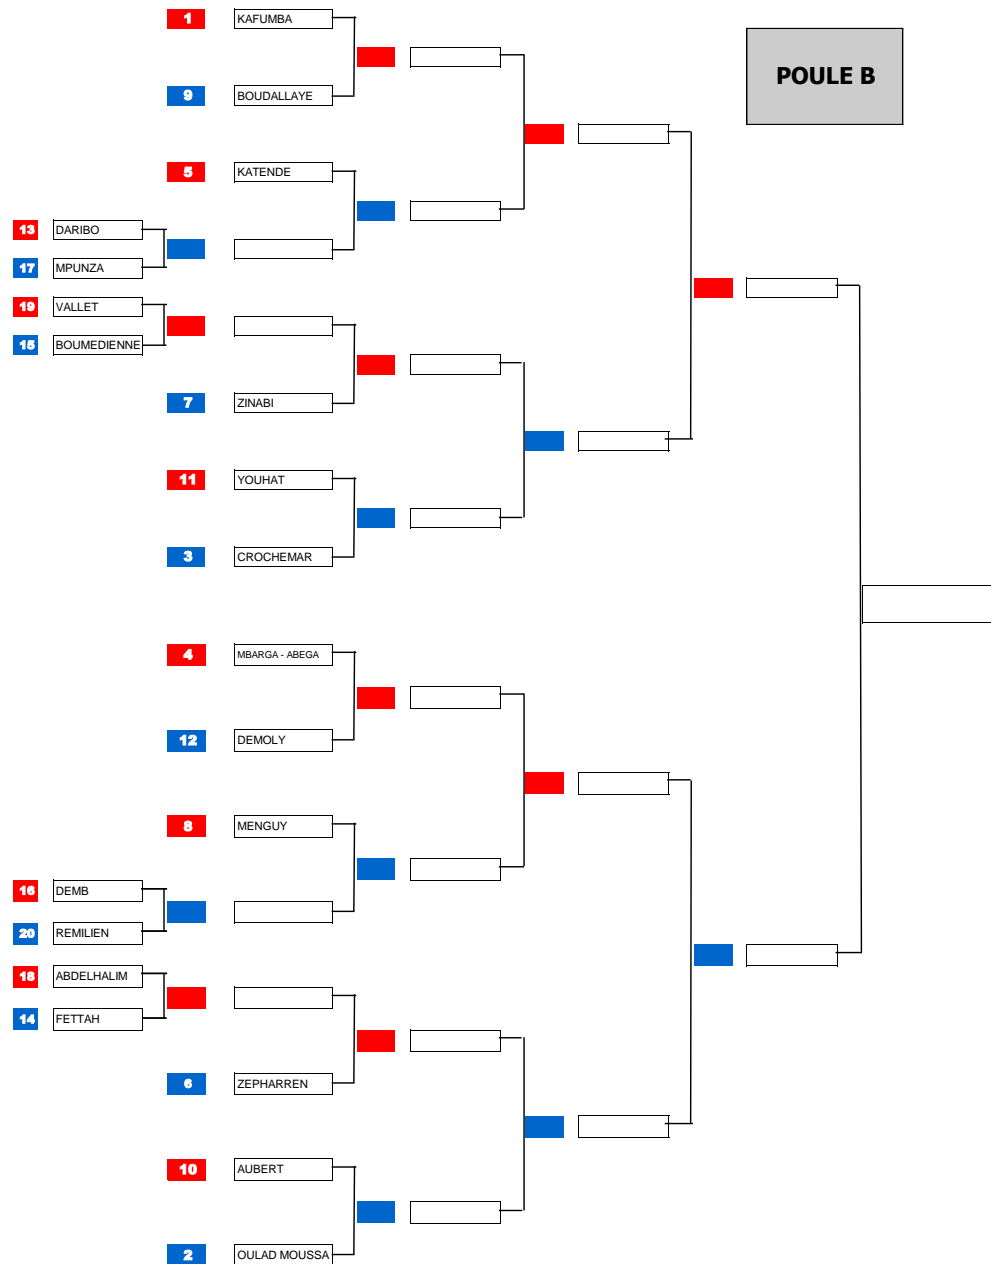 1 KAFUMBA
POULE B
9 BOUDALLAYE
5 KATENDE
13 DARIBO
17 MPUNZA
19 VALLET
15 BOUMEDIENNE
7 ZINABI
11 YOUHAT
3 CROCHEMAR
4 MBARGA - ABEGA
12 DEMOLY
8 MENGUY
16 DEMB
20 REMILIEN
18 ABDELHALIM
14 FETTAH
6 ZEPHARREN
10 AUBERT
2 OULAD MOUSSA